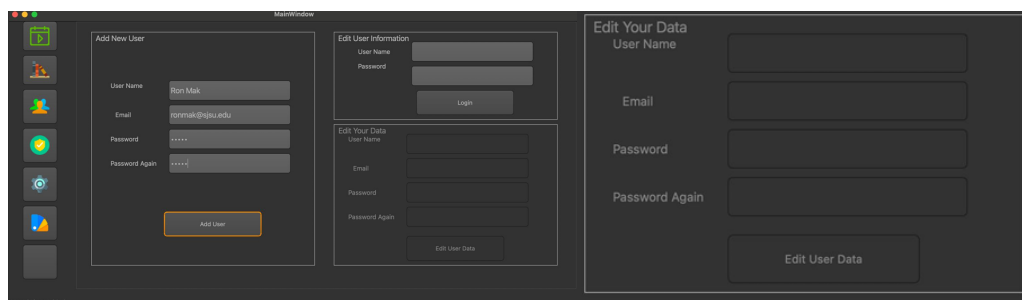 MainWindow
Add New User
User Name
Ron Mak
Email
ronmak@sjsu.edu
Password
•••••
Password Again
•••••
Add User
Edit User Information
User Name
Password
Login
Edit Your Data
User Name
Email
Password
Password Again
Edit User Data
Edit Your Data
User Name
Email
Password
Password Again
Edit User Data